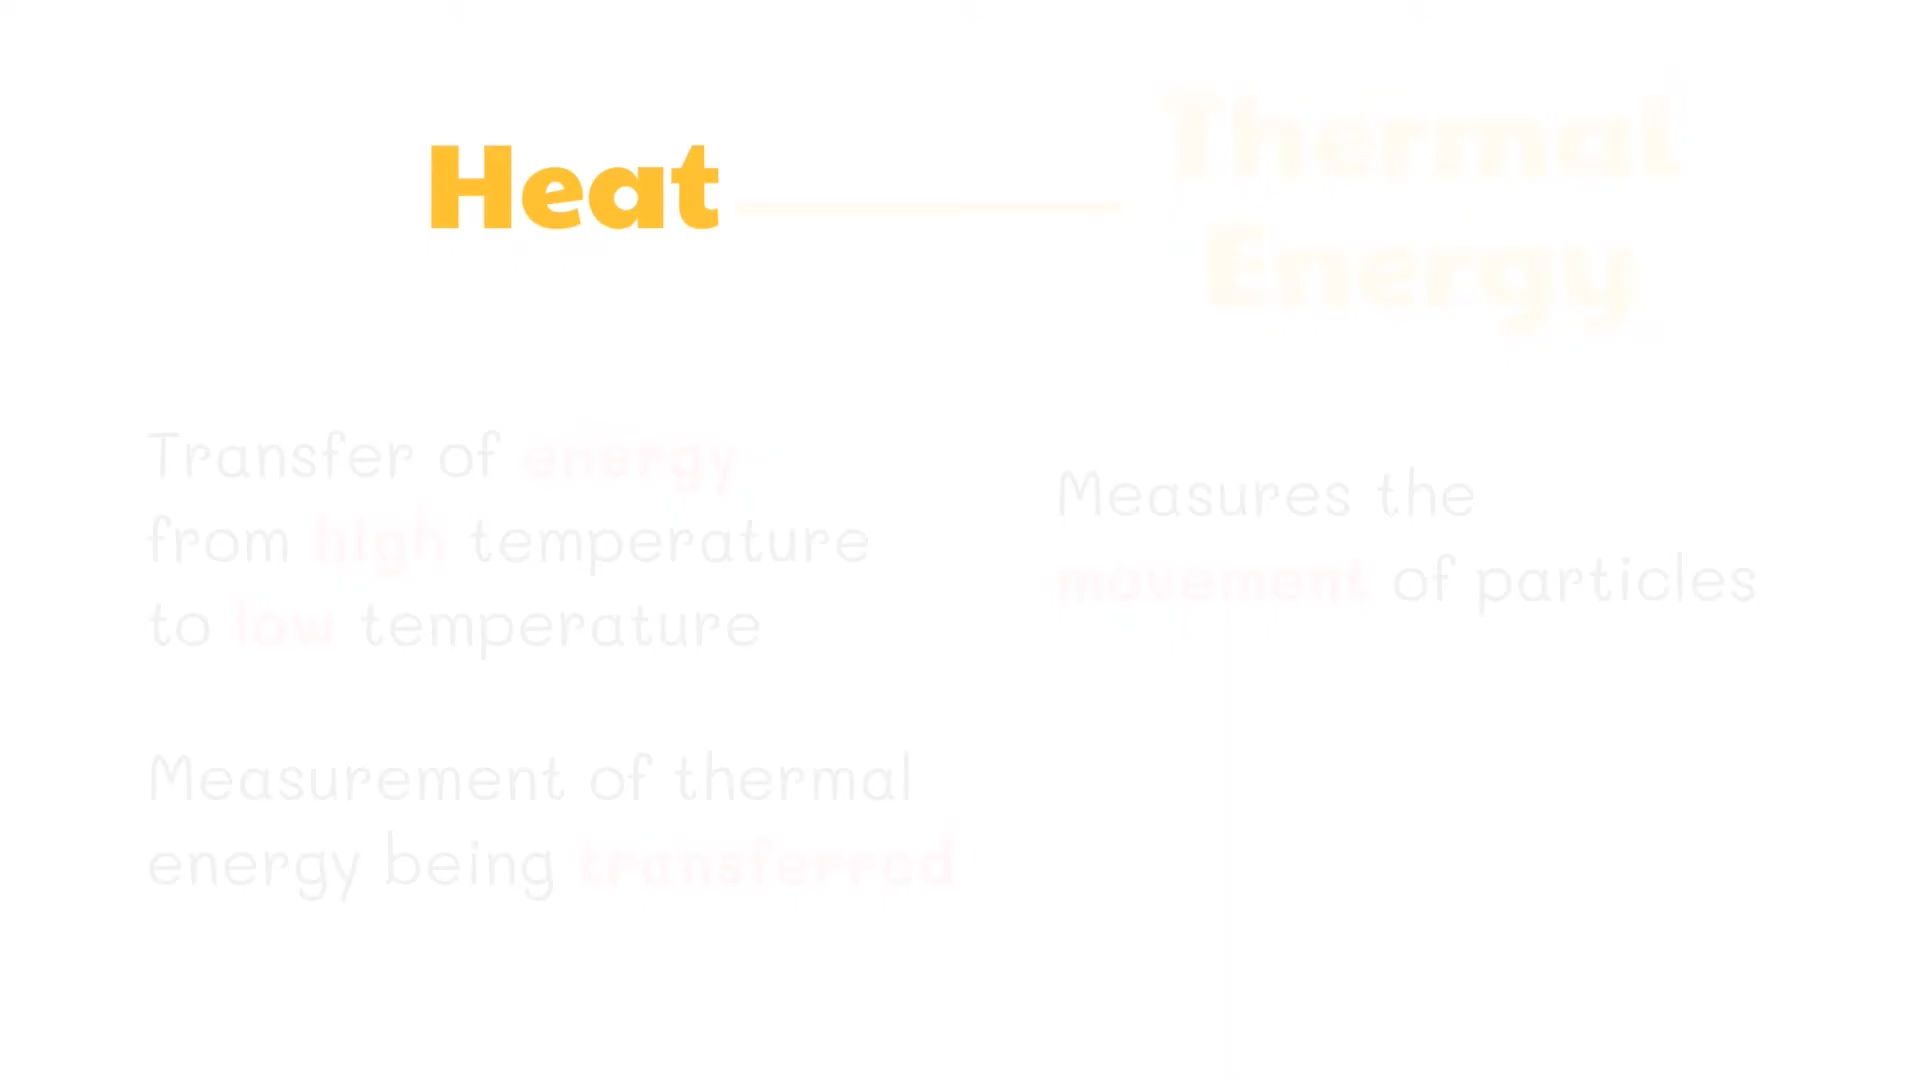 Heat
Thermal
Energy
Transfer of energy
from high temperature
to low temperature
Measures the
movement of particles
Measurement of thermal
energy being transferred